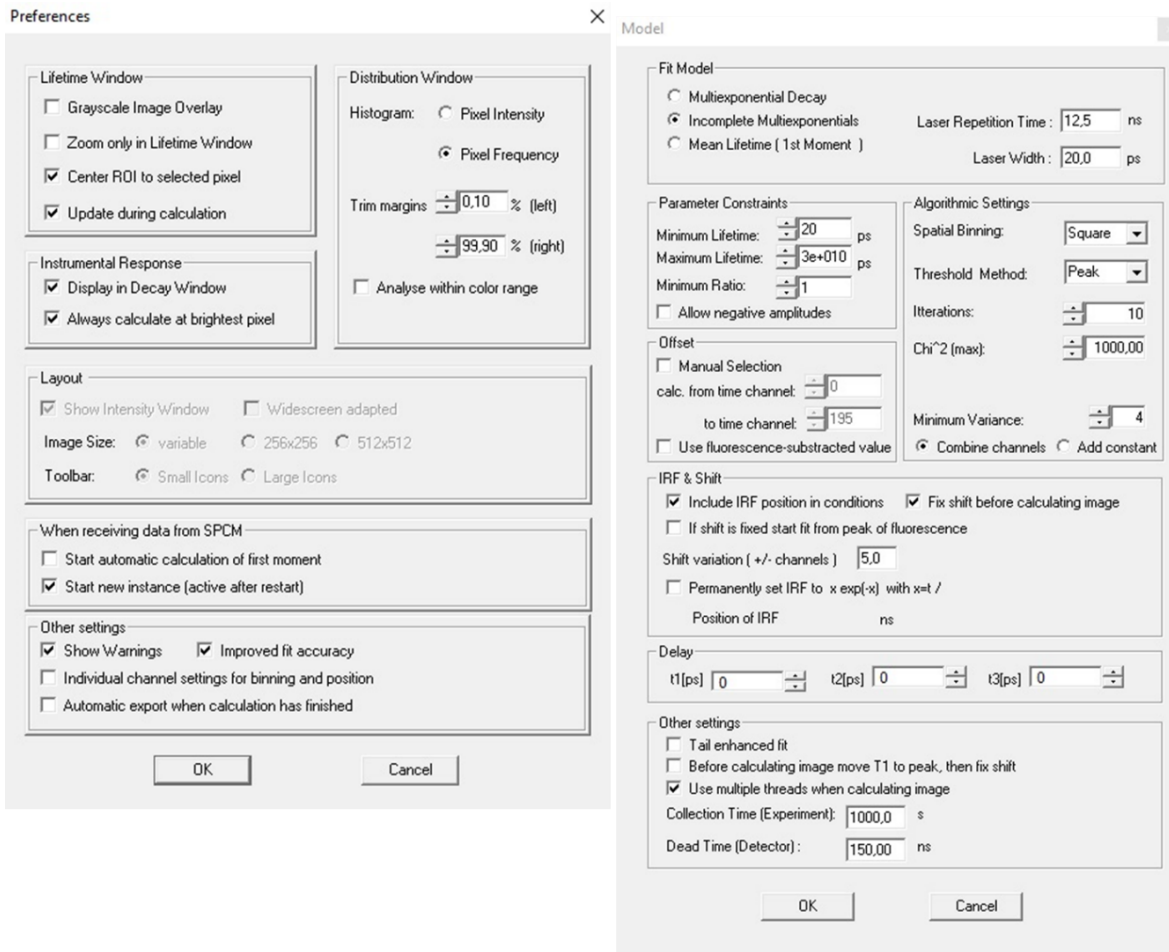 Preferences
Lifetime Window
Grayscale Image Overlay
Zoom only in Lifetime Window
Center ROI to selected pixel
Update during calculation
Instrumental Response
Display in Decay Window
Always calculate at brightest pixel
Distribution Window
Histogram: Pixel Intensity
Pixel Frequency
Trim margins 0,10 % (left)
99,90 % (right)
Analyse within color range
Layout
Show Intensity Window Widescreen adapted
Image Size: variable 256x256 512x512
Toolbar: Small Icons Large Icons
When receiving data from SPCM
Start automatic calculation of first moment
Start new instance (active after restart)
Other settings
Show Warnings Improved fit accuracy
Individual channel settings for binning and position
Automatic export when calculation has finished
OK Cancel
Model
Fit Model
Multiexponential Decay
Incomplete Multiexponentials Laser Repetition Time : 12,5 ns
Mean Lifetime ( 1st Moment )
Laser Width : 20,0 ps
Parameter Constraints
Minimum Lifetime: 20 ps
Maximum Lifetime: 3e+010 ps
Minimum Ratio: 1
Allow negative amplitudes
Algorithmic Settings
Spatial Binning: Square
Threshold Method: Peak
Itterations: 10
Chi^2 (max): 1000,00
Minimum Variance: 4
Combine channels Add constant
Offset
Manual Selection
calc. from time channel: 0
to time channel: 195
Use fluorescence-substracted value
IRF & Shift
Include IRF position in conditions Fix shift before calculating image
If shift is fixed start fit from peak of fluorescence
Shift variation ( +/- channels ) 5,0
Permanently set IRF to x exp(-x) with x=t /
Position of IRF ns
Delay
t1[ps] 0 t2[ps] 0 t3[ps] 0
Other settings
Tail enhanced fit
Before calculating image move T1 to peak, then fix shift
Use multiple threads when calculating image
Collection Time (Experiment): 1000,0 s
Dead Time (Detector) : 150,00 ns
OK Cancel